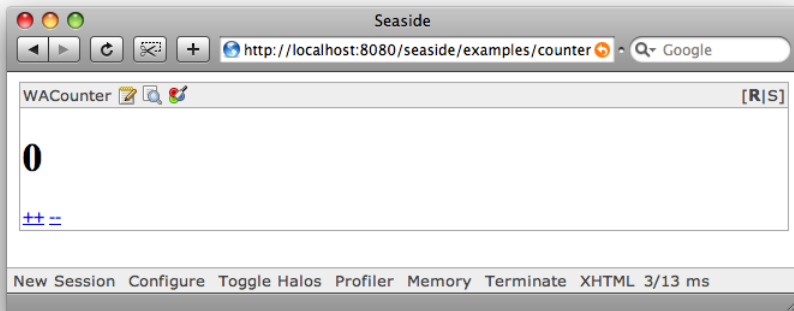 Seaside
http://localhost:8080/seaside/examples/counter Google
WACounter [R|S]
0
++ --
New Session Configure Toggle Halos Profiler Memory Terminate XHTML 3/13 ms